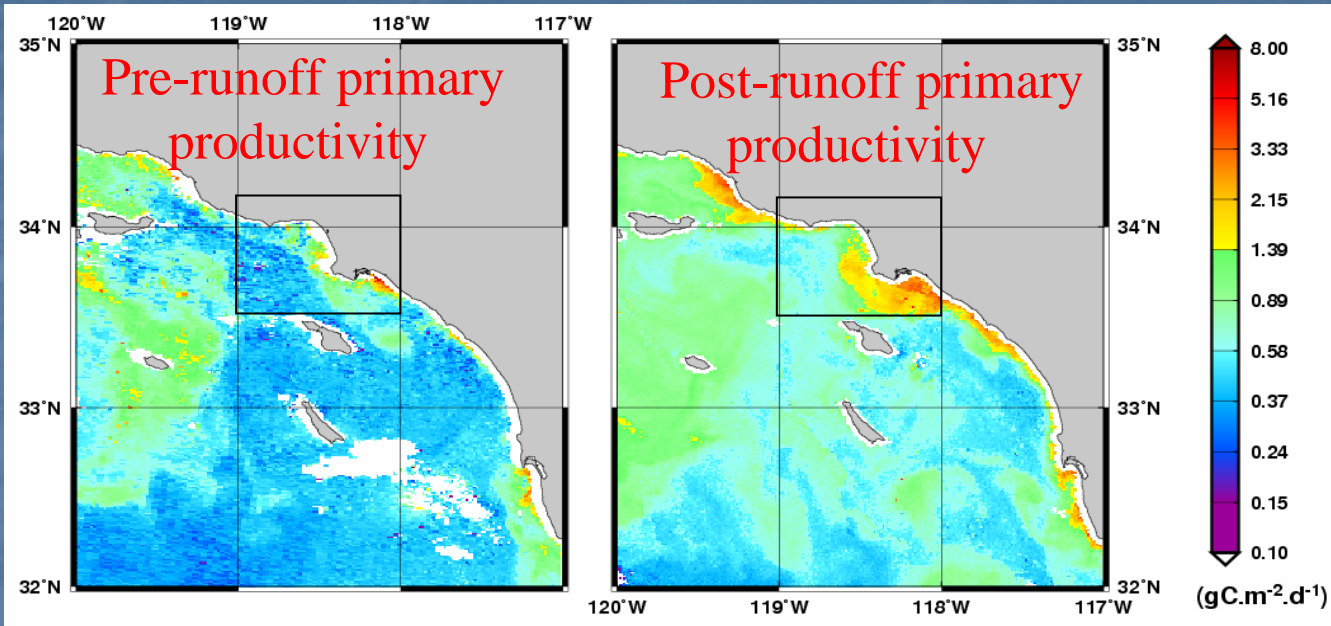 120°W 119°W 118°W 117°W
35°N
34°N
33°N
32°N
Pre-runoff primary
productivity
Post-runoff primary
productivity
35°N
34°N
33°N
32°N
120°W 119°W 118°W 117°W
8.00
5.16
3.33
2.15
1.39
0.89
0.58
0.37
0.24
0.15
0.10
(gC.m⁻².d⁻¹)